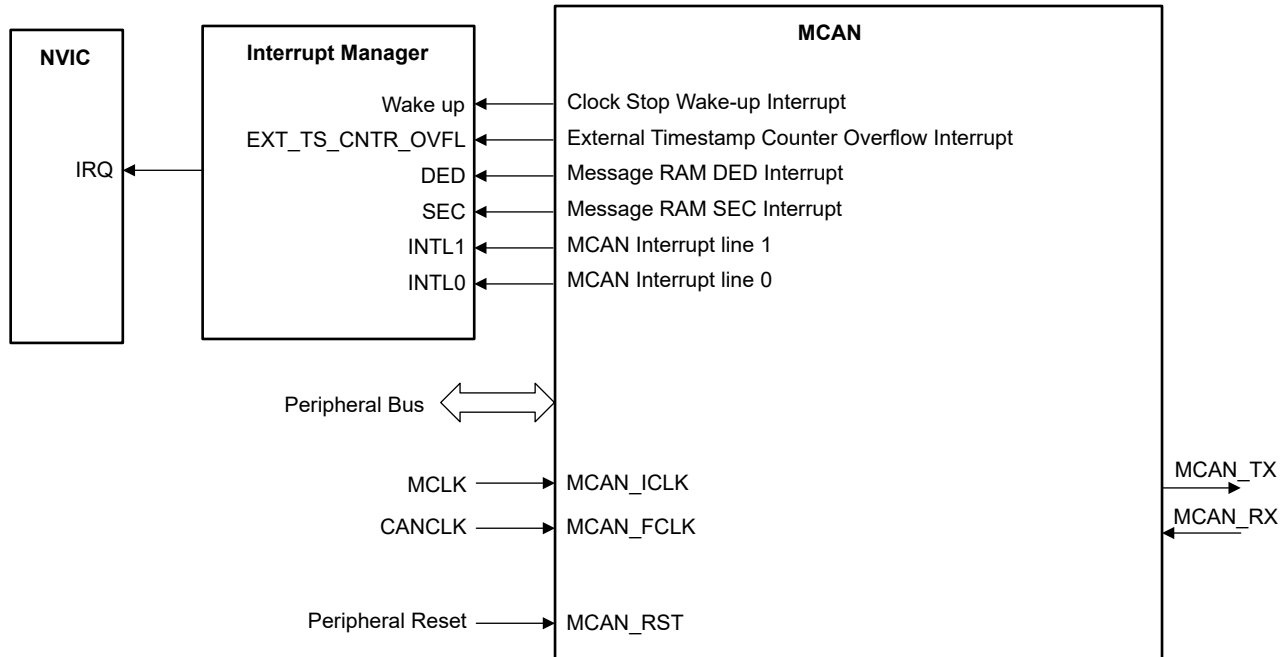 MCAN
NVIC
Interrupt Manager
Wake up
Clock Stop Wake-up Interrupt
EXT_TS_CNTR_OVFL
External Timestamp Counter Overflow Interrupt
IRQ
DED
Message RAM DED Interrupt
SEC
Message RAM SEC Interrupt
INTL1
MCAN Interrupt line 1
INTL0
MCAN Interrupt line 0
Peripheral Bus
MCAN_TX
MCLK
MCAN_ICLK
MCAN_RX
CANCLK
MCAN_FCLK
Peripheral Reset
MCAN_RST